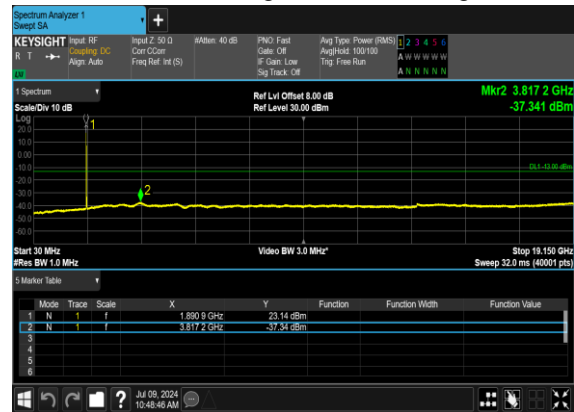 Spectrum Analyzer 1
Swept SA
+
KEYSIGHT Input: RF Input Z: 50 Ω #Atten: 40 dB PNO: Fast Avg Type: Power (RMS) 1 2 3 4 5 6
R T Coupling: DC Corr CCorr Gate: Off Avg|Hold: 100/100 A W W W W W
Align: Auto Freq Ref: Int (S) IF Gain: Low Trig: Free Run
Sig Track: Off A N N N N N
1 Spectrum Ref Lvl Offset 8.00 dB Mkr2 3.817 2 GHz
Scale/Div 10 dB Ref Level 30.00 dBm -37.341 dBm
Log
1
20.0
10.0
0.00
-10.0 DL1 -13.00 dBm
-20.0
-30.0 2
-40.0
-50.0
-60.0
Start 30 MHz Video BW 3.0 MHz* Stop 19.150 GHz
#Res BW 1.0 MHz Sweep 32.0 ms (40001 pts)
5 Marker Table
Mode Trace Scale X Y Function Function Width Function Value
1 N 1 f 1.890 9 GHz 23.14 dBm
2 N 1 f 3.817 2 GHz -37.34 dBm
3
4
5
6
? Jul 09, 2024
10:48:46 AM